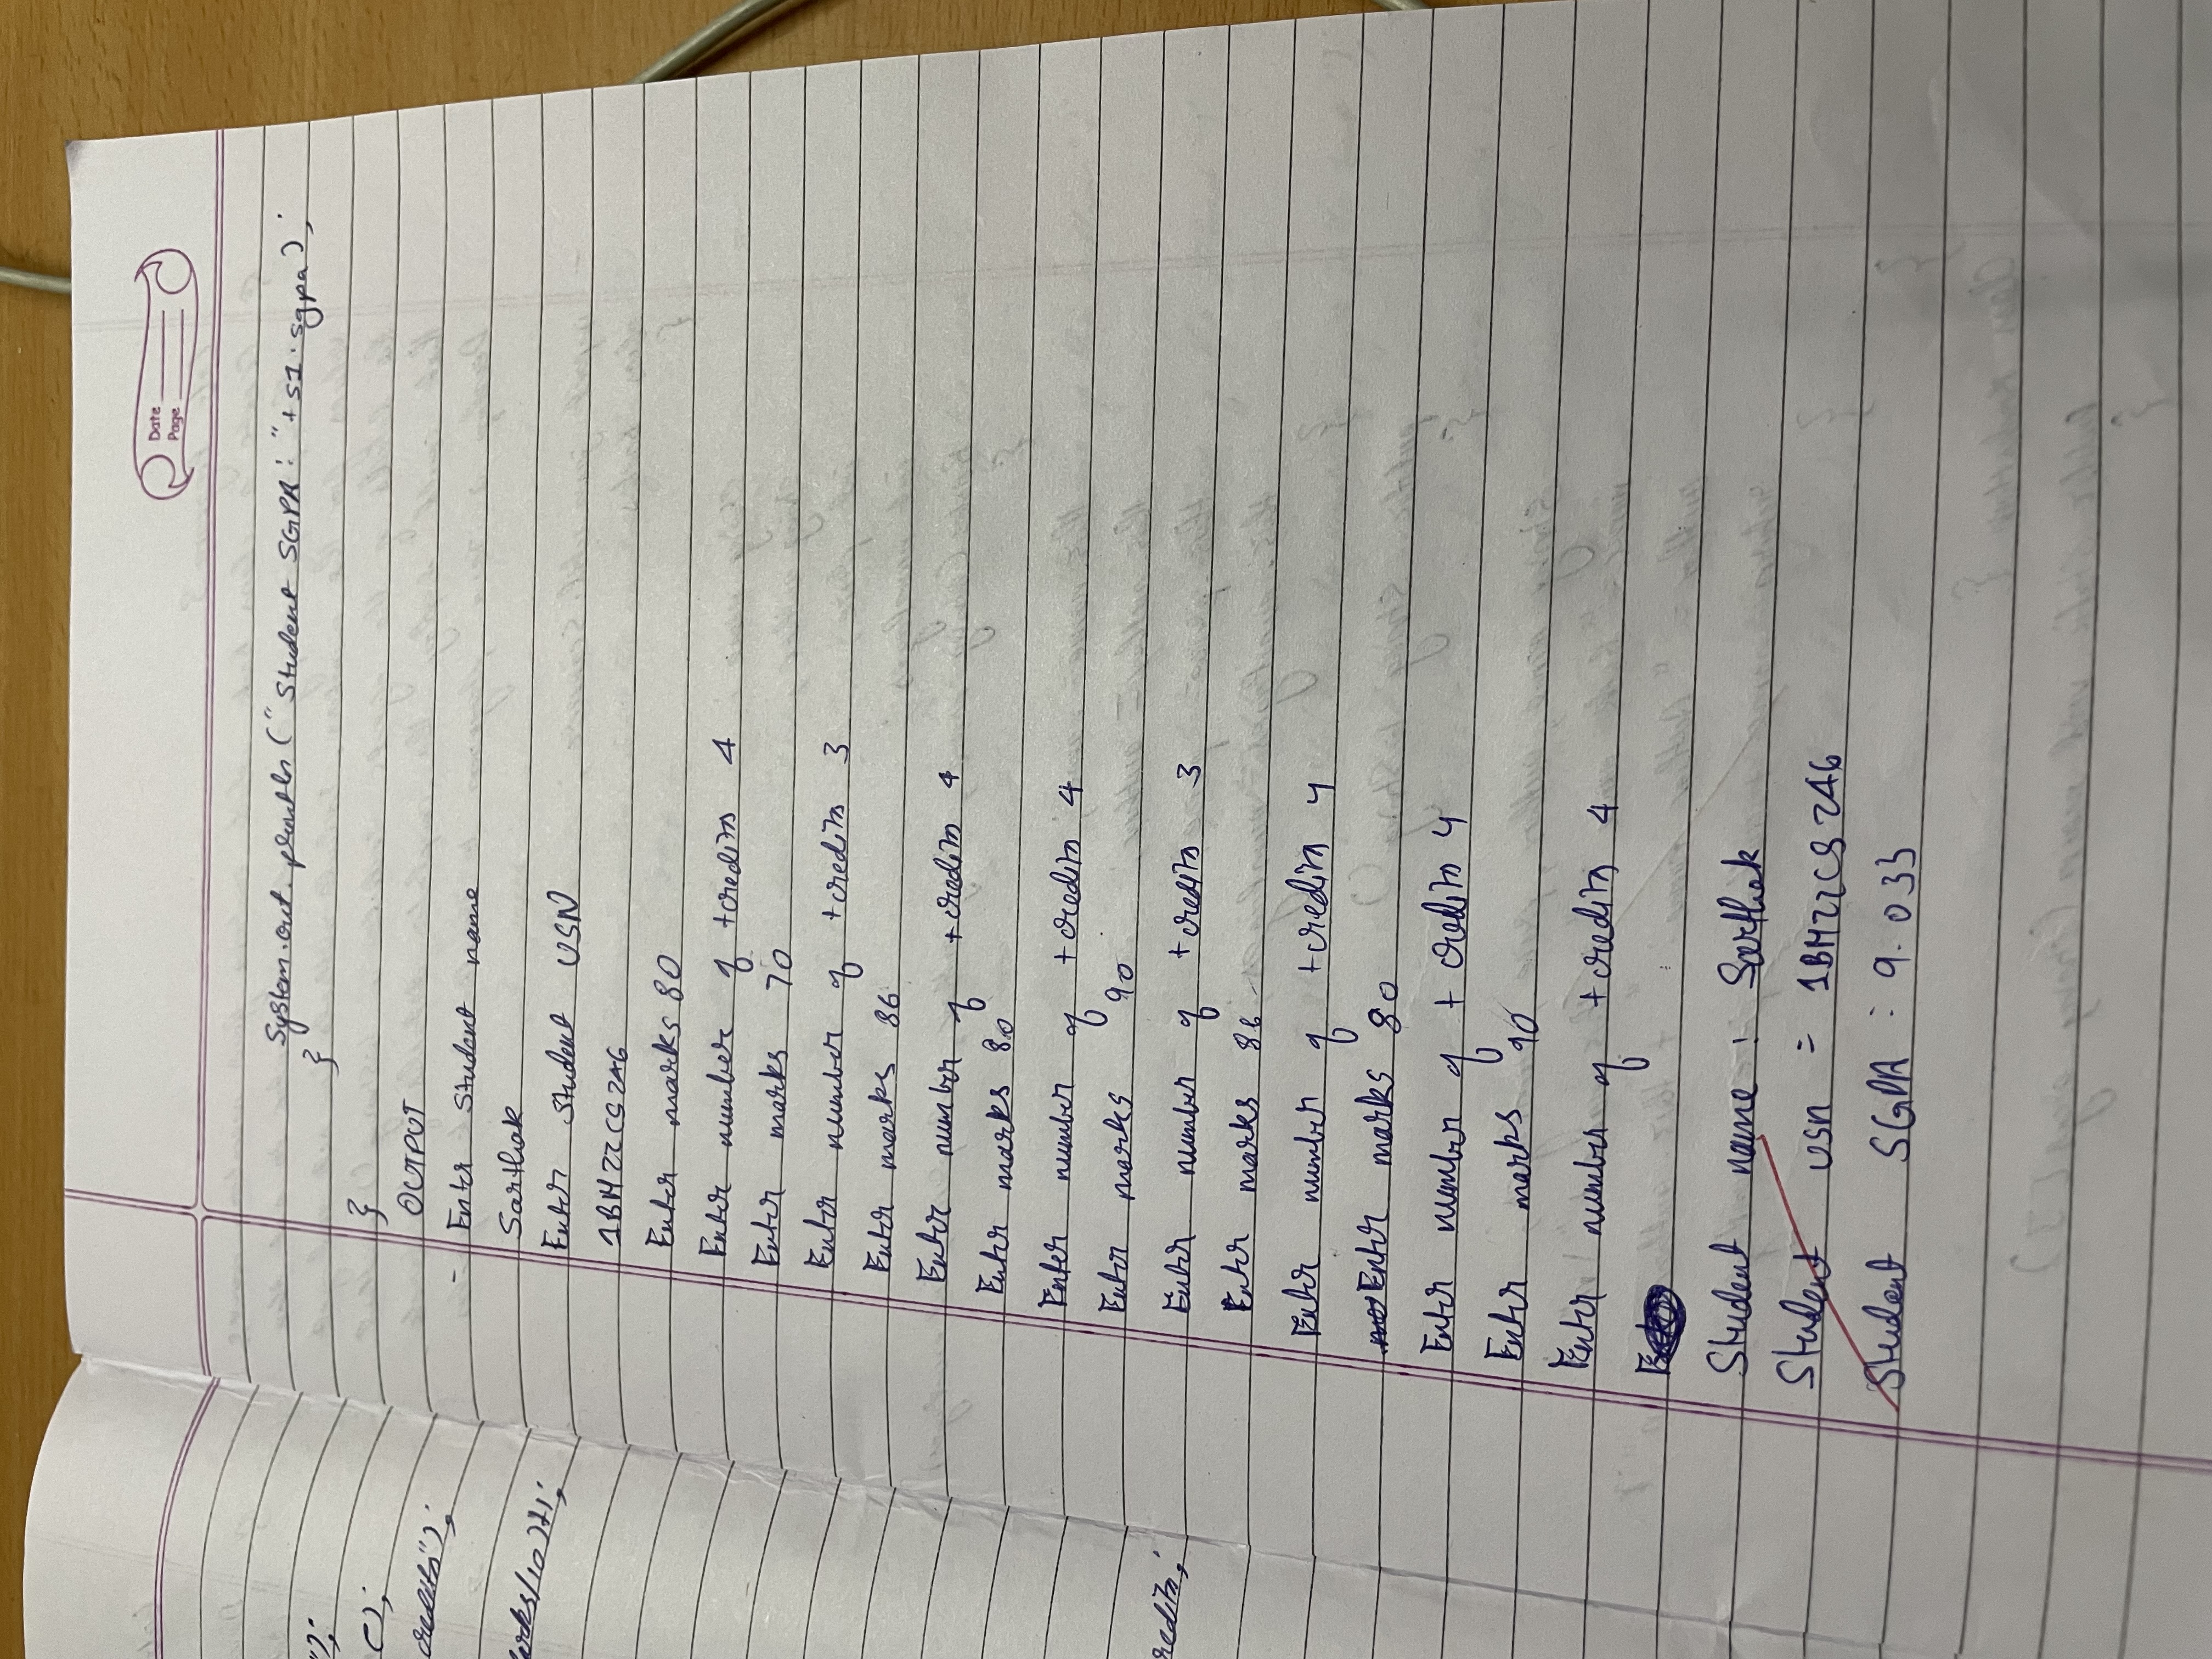 Date
Page
System.out.println("Student SGPA: "+s1.sgpa);
}
}
OUTPUT
- Enter Student name
Sarthak
Enter Student USN
1BM22CS246
Enter marks 80
Enter number of +credits 4
Enter marks 70
Enter number of +credits 3
Enter marks 86
Enter number of +credits 4
Enter marks 80
Enter number of +credits 4
Enter marks 90
Enter number of +credits 3
Enter marks 86
Enter number of +credits 4
Enter marks 80
Enter number of + credits 4
Enter marks 90
Enter number of +credits 4
Student name : Sarthak
Student usn = 1BM22CS246
Student SGPA : 9.033
");
e);
credits");
arks/10)+1;
redits;